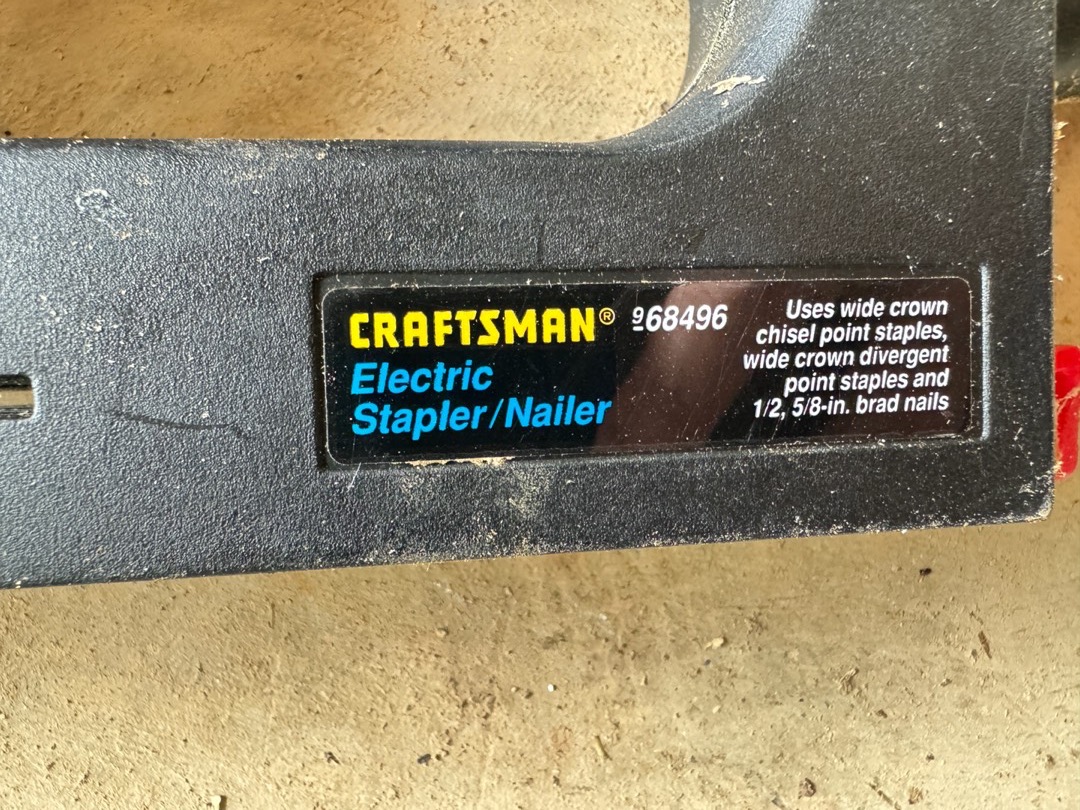 CRAFTSMAN® 968496
Electric
Stapler/Nailer
Uses wide crown
chisel point staples,
wide crown divergent
point staples and
1/2, 5/8-in. brad nails